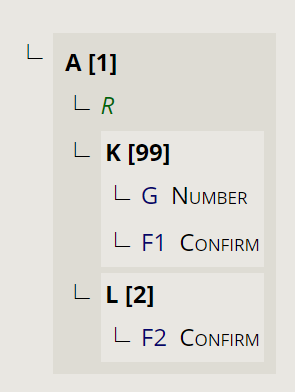 A [1]
R
K [99]
G Number
F1 Confirm
L [2]
F2 Confirm